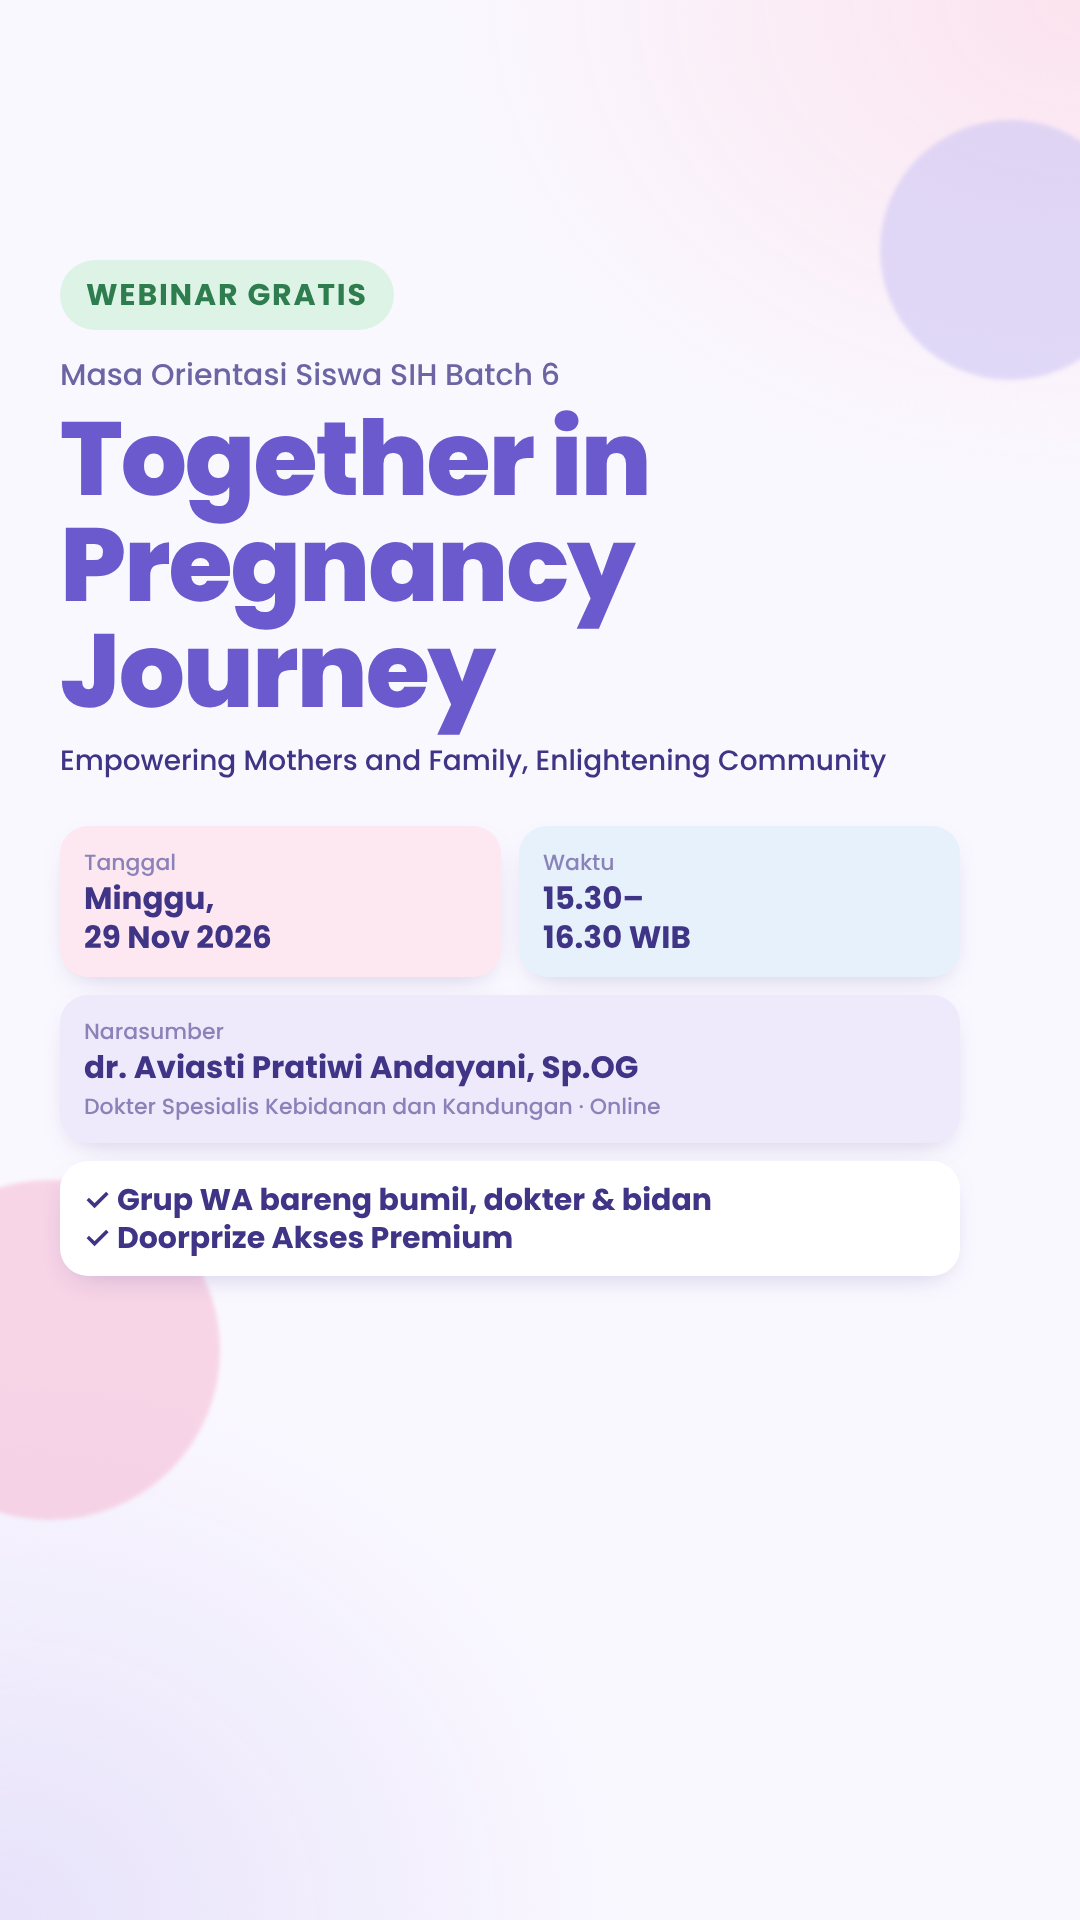 WEBINAR GRATIS
Masa Orientasi Siswa SIH Batch 6
Together in
Pregnancy
Journey
Empowering Mothers and Family, Enlightening Community
Tanggal
Minggu,
29 Nov 2026
Waktu
15.30–
16.30 WIB
Narasumber
dr. Aviasti Pratiwi Andayani, Sp.OG
Dokter Spesialis Kebidanan dan Kandungan · Online
✓ Grup WA bareng bumil, dokter & bidan
✓ Doorprize Akses Premium